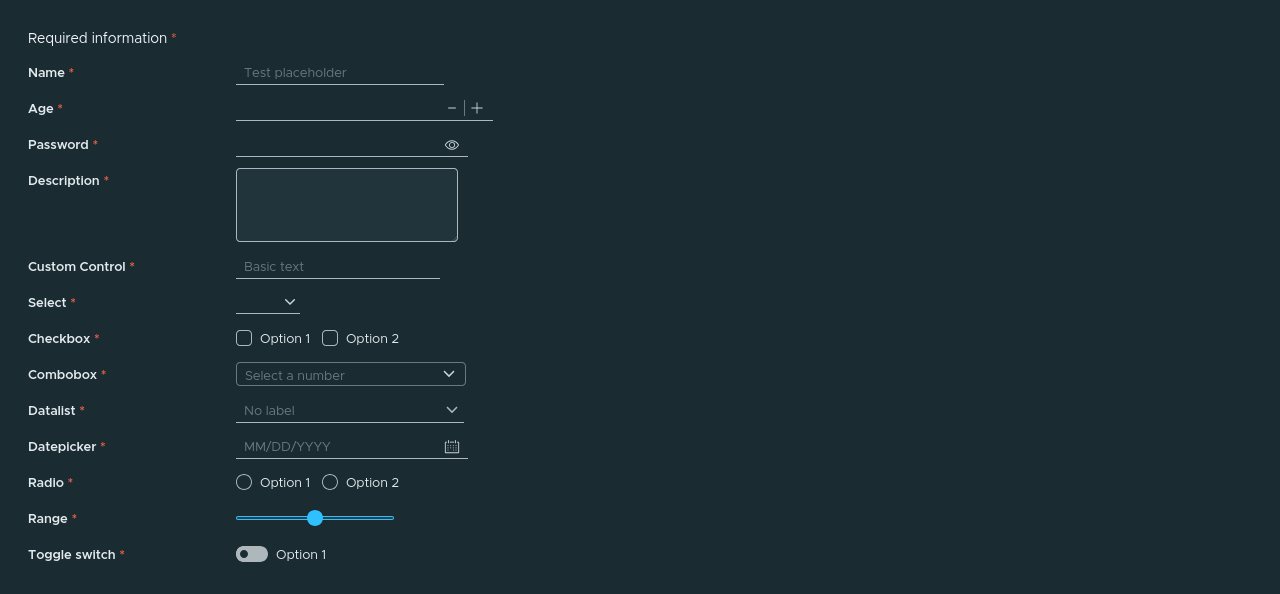 Required information *
Name * Test placeholder
Age *
Password *
Description *
Custom Control * Basic text
Select *
Checkbox * Option 1 Option 2
Combobox * Select a number
Datalist * No label
Datepicker * MM/DD/YYYY
Radio * Option 1 Option 2
Range *
Toggle switch * Option 1